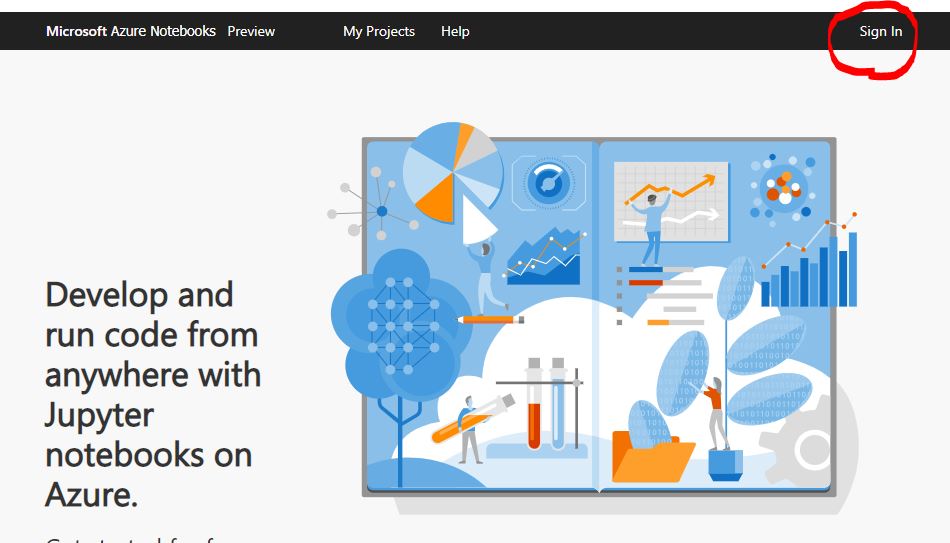 Microsoft Azure Notebooks Preview My Projects Help Sign In
Develop and
run code from
anywhere with
Jupyter
notebooks on
Azure.